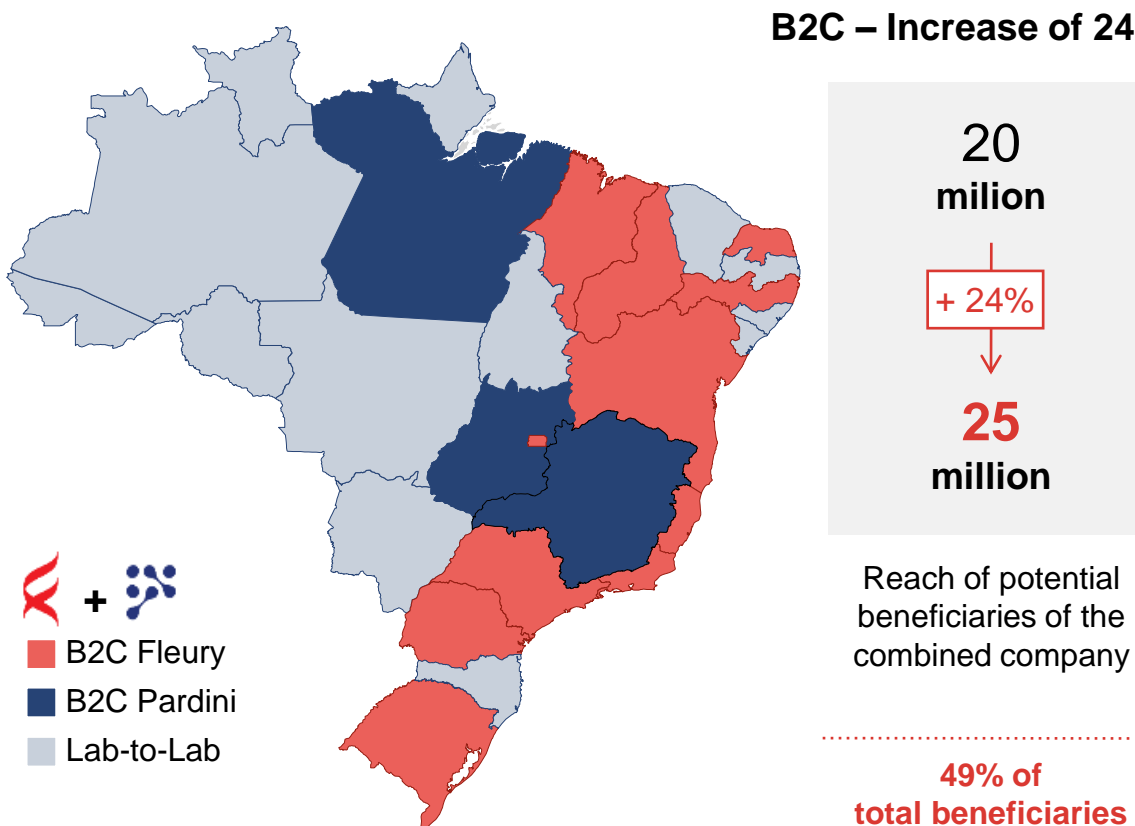 B2C – Increase of 24
20
milion
+ 24%
25
million
Reach of potential
beneficiaries of the
combined company
49% of
total beneficiaries
+
B2C Fleury
B2C Pardini
Lab-to-Lab